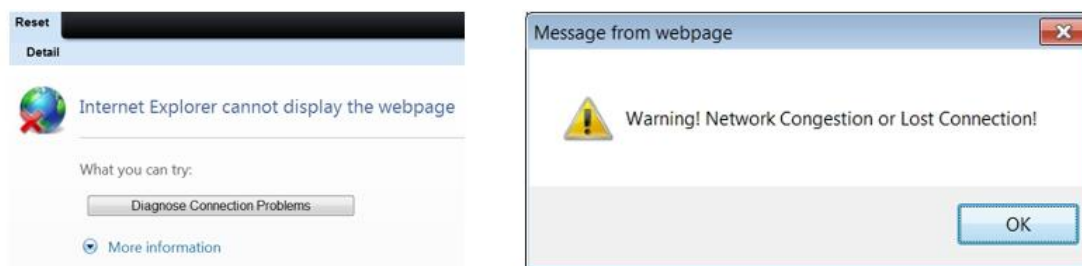 Reset
Detail
Internet Explorer cannot display the webpage
What you can try:
Diagnose Connection Problems
More information
Message from webpage
Warning! Network Congestion or Lost Connection!
OK